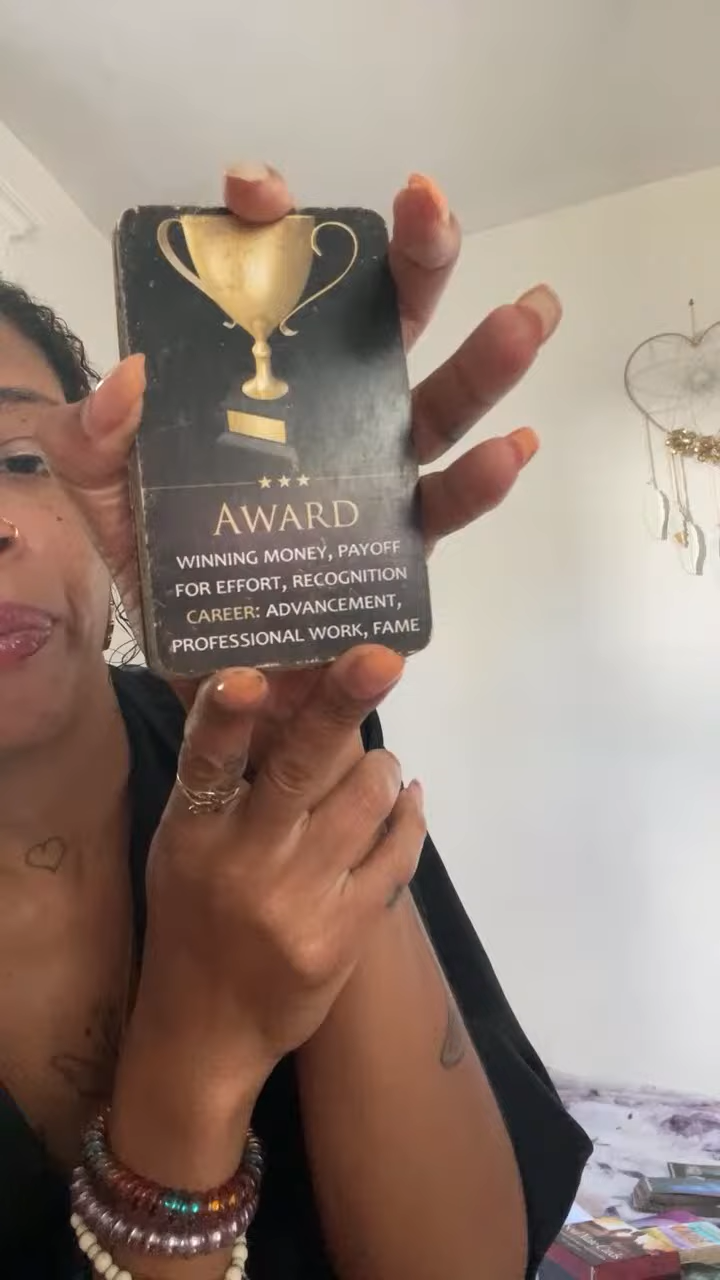 AWARD
WINNING MONEY, PAYOFF
FOR EFFORT, RECOGNITION
CAREER: ADVANCEMENT,
PROFESSIONAL WORK, FAME